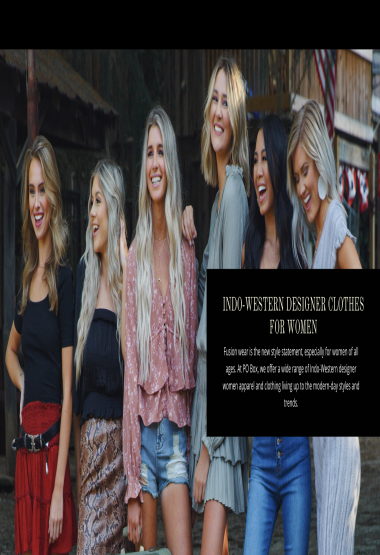 INDO-WESTERN DESIGNER CLOTHES
FOR WOMEN
Fusion wear is the new style statement, especially for women of all
ages. At PO Box, we offer a wide range of Indo-Western designer
women apparel and clothing living up to the modern-day styles and
trends.